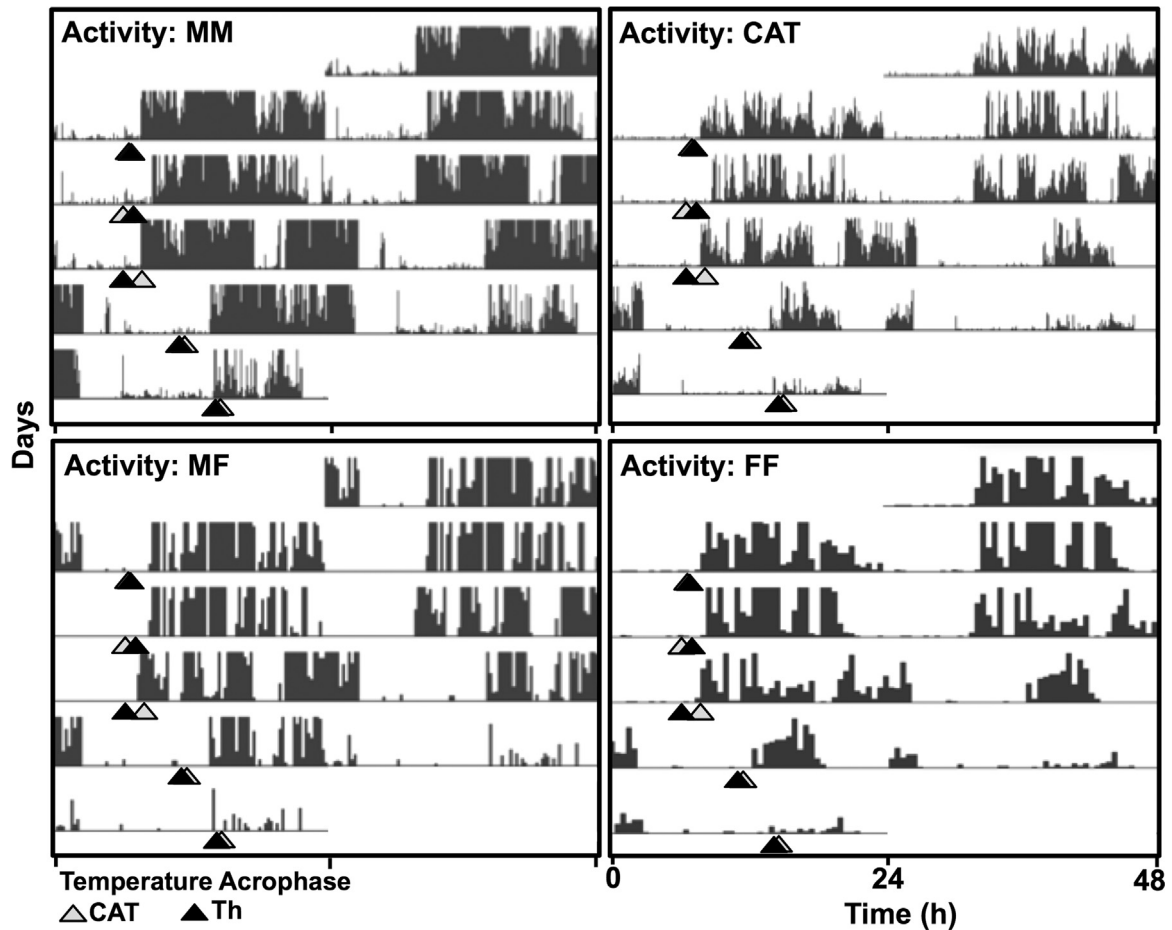 Activity: MM
Activity: CAT
Days
Activity: MF
Activity: FF
Temperature Acrophase
CAT Th
0 24 48
Time (h)